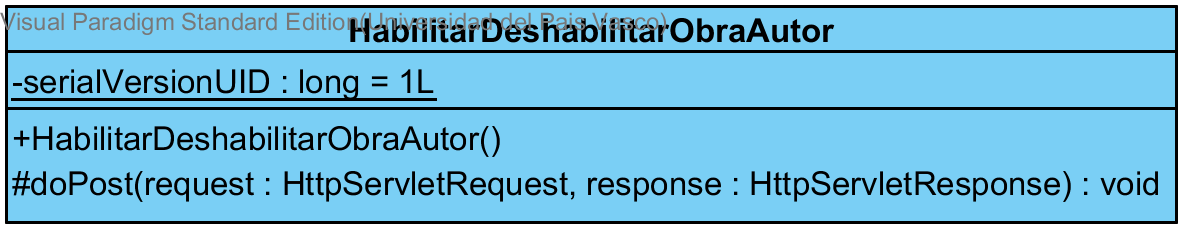 Visual Paradigm Standard Edition(Universidad del Pais Vasco)
HabilitarDeshabilitarObraAutor
-serialVersionUID : long = 1L
+HabilitarDeshabilitarObraAutor()
#doPost(request : HttpServletRequest, response : HttpServletResponse) : void